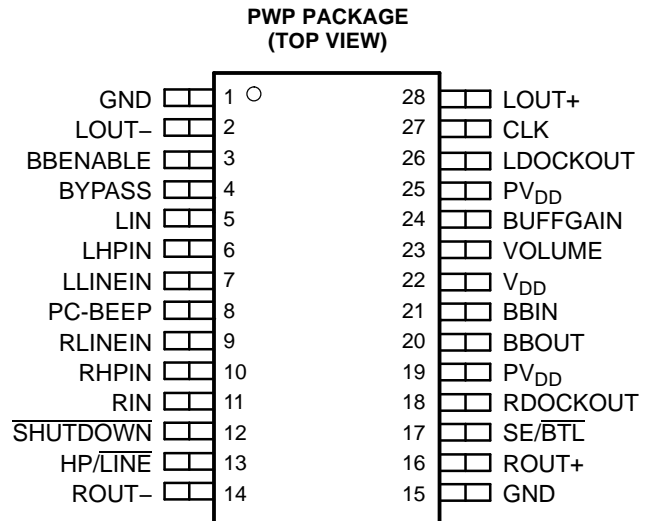 PWP PACKAGE
(TOP VIEW)
GND 1 28 LOUT+
LOUT− 2 27 CLK
BBENABLE 3 26 LDOCKOUT
BYPASS 4 25 PVDD
LIN 5 24 BUFFGAIN
LHPIN 6 23 VOLUME
LLINEIN 7 22 VDD
PC-BEEP 8 21 BBIN
RLINEIN 9 20 BBOUT
RHPIN 10 19 PVDD
RIN 11 18 RDOCKOUT
SHUTDOWN 12 17 SE/BTL
HP/LINE 13 16 ROUT+
ROUT− 14 15 GND